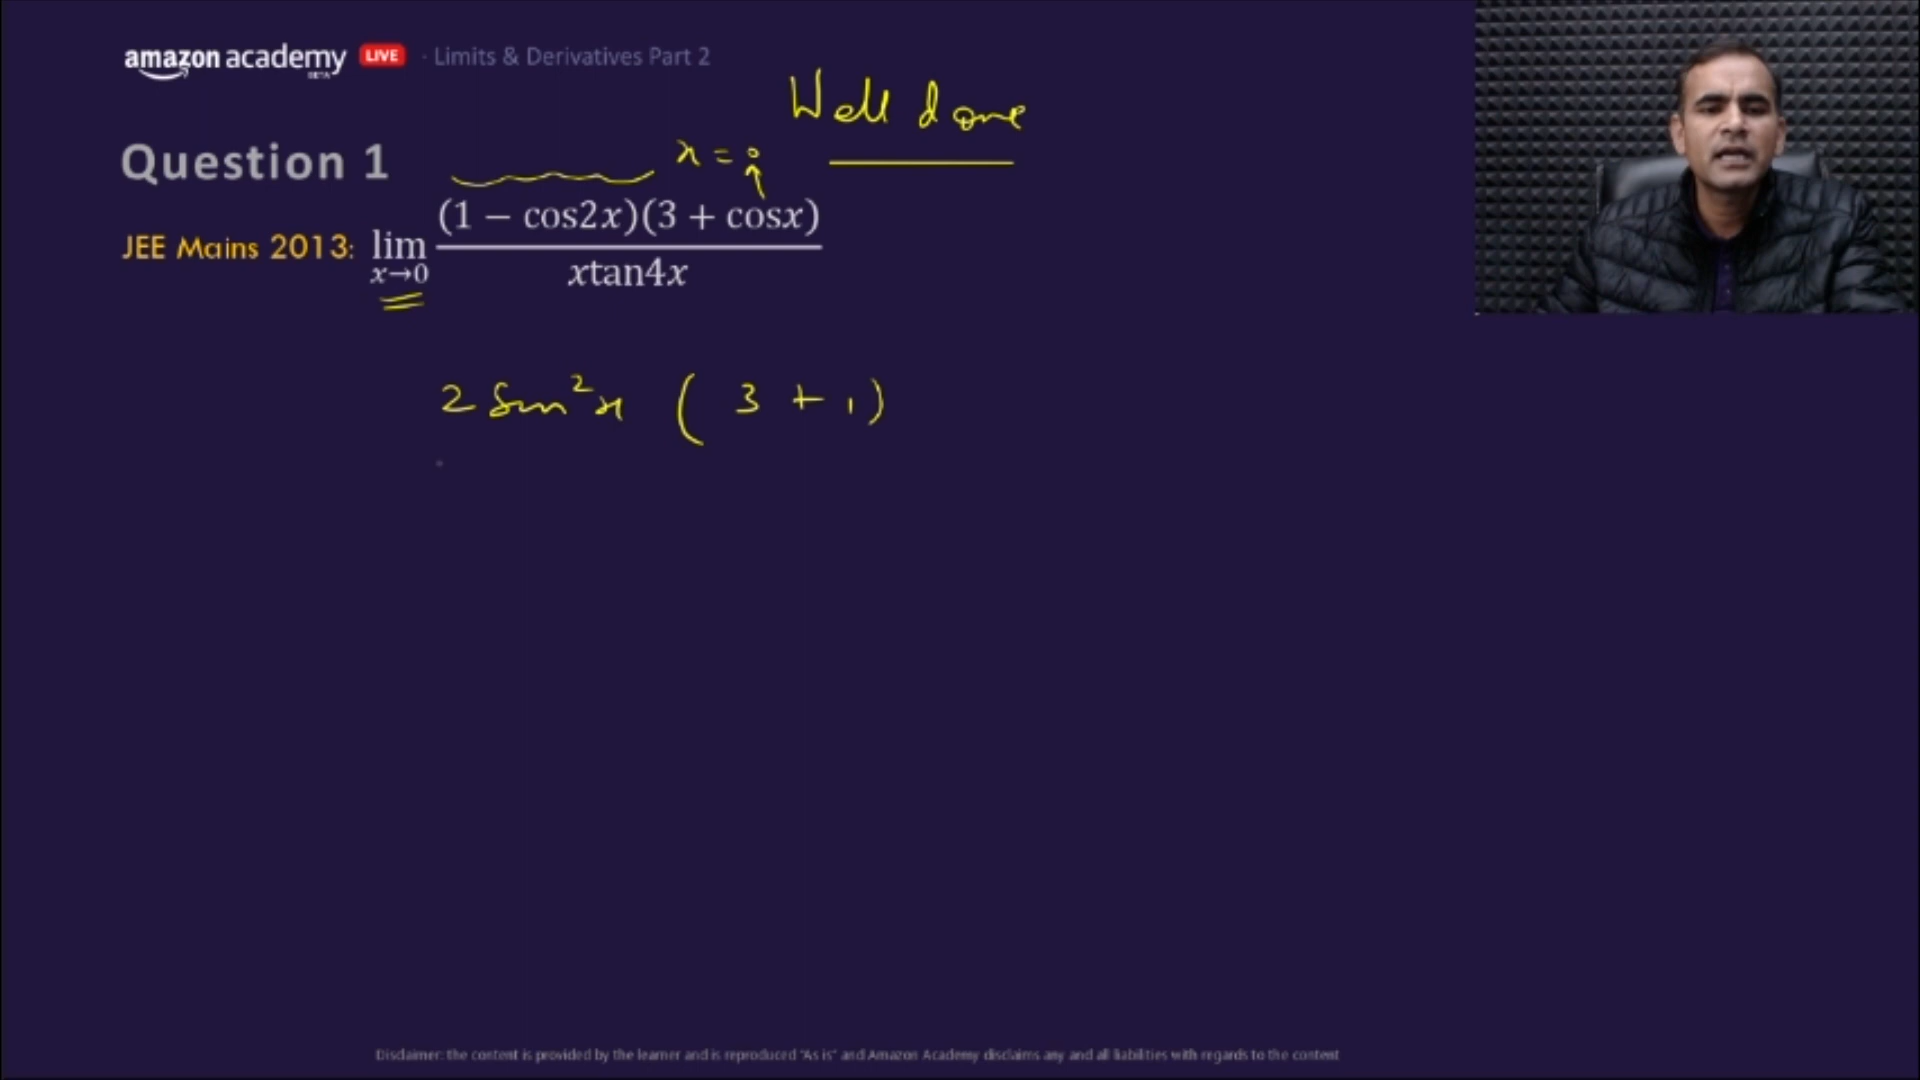 amazon academy LIVE · Limits & Derivatives Part 2
BETA
Well done
Question 1
x = 0
JEE Mains 2013: lim x→0 (1 − cos2x)(3 + cosx) / xtan4x
2 Sin²x ( 3 + 1)
Disclaimer: the content is provided by the learner and is reproduced "As is" and Amazon Academy disclaims any and all liabilities with regards to the content